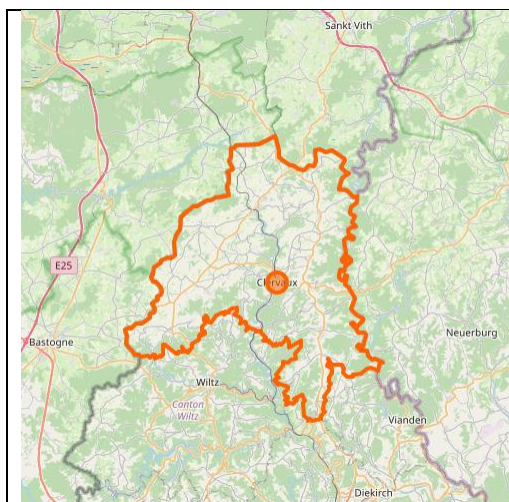 Sankt Vith
E25
Clervaux
Neuerburg
Bastogne
Wiltz
Canton
Wiltz
Vianden
Diekirch